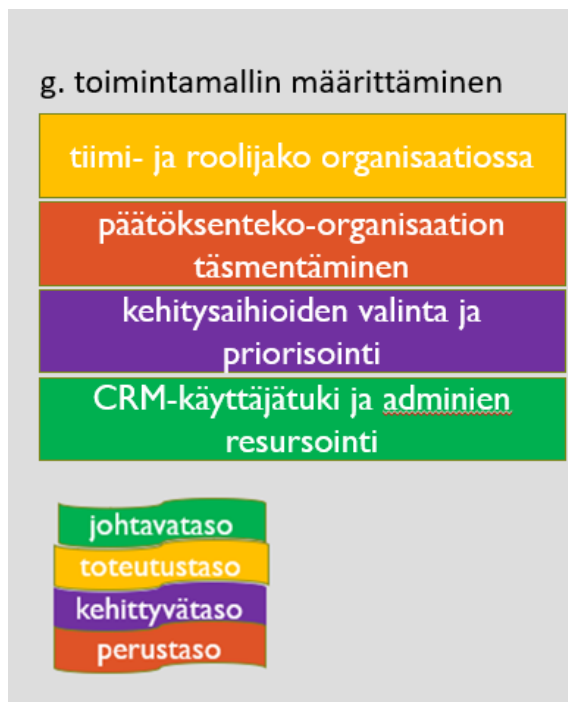 g. toimintamallin määrittäminen
tiimi- ja roolijako organisaatiossa
päätöksenteko-organisaation
täsmentäminen
kehitysaihioiden valinta ja
priorisointi
CRM-käyttäjätuki ja adminien
resursointi
johtavataso
toteutustaso
kehittyvätaso
perustaso